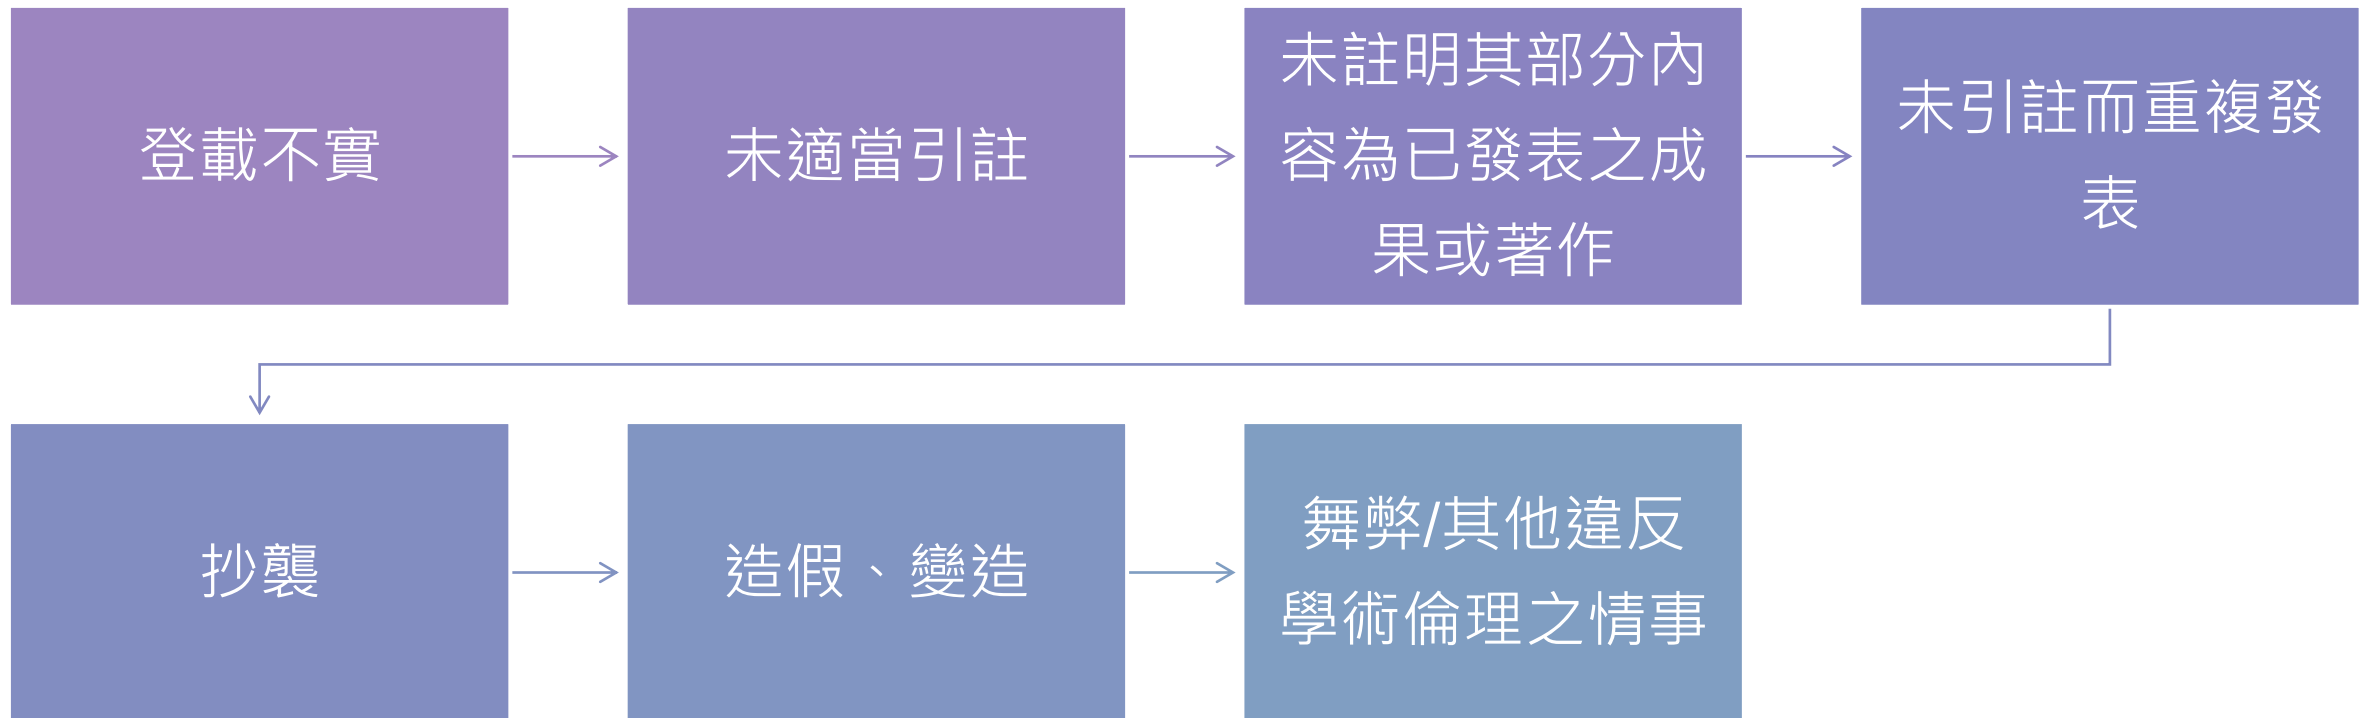 登載不實
未適當引註
未註明其部分內
容為已發表之成
果或著作
未引註而重複發
表
抄襲
造假、變造
舞弊/其他違反
學術倫理之情事